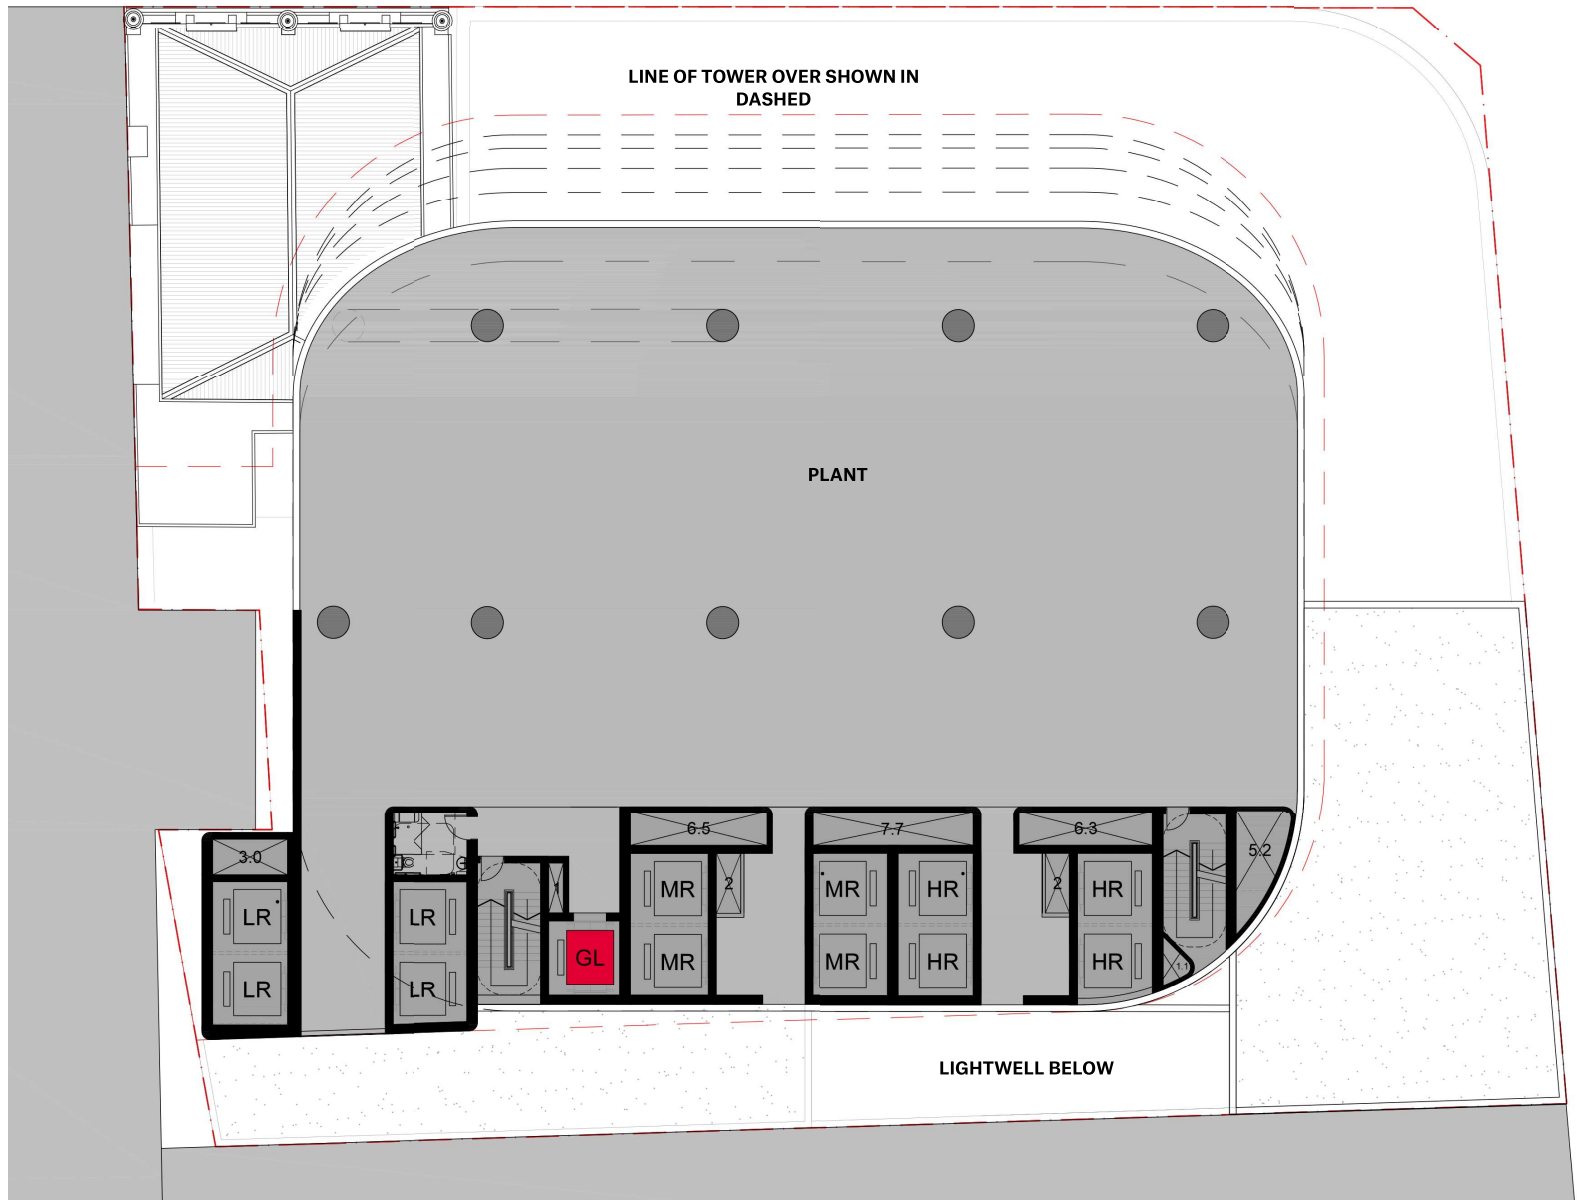 LINE OF TOWER OVER SHOWN IN
DASHED
PLANT
6.5
7.7
6.3
5.2
3.0
1
2
2
MR
MR
HR
HR
LR
LR
GL
MR
MR
HR
HR
1.1
LR
LR
LIGHTWELL BELOW